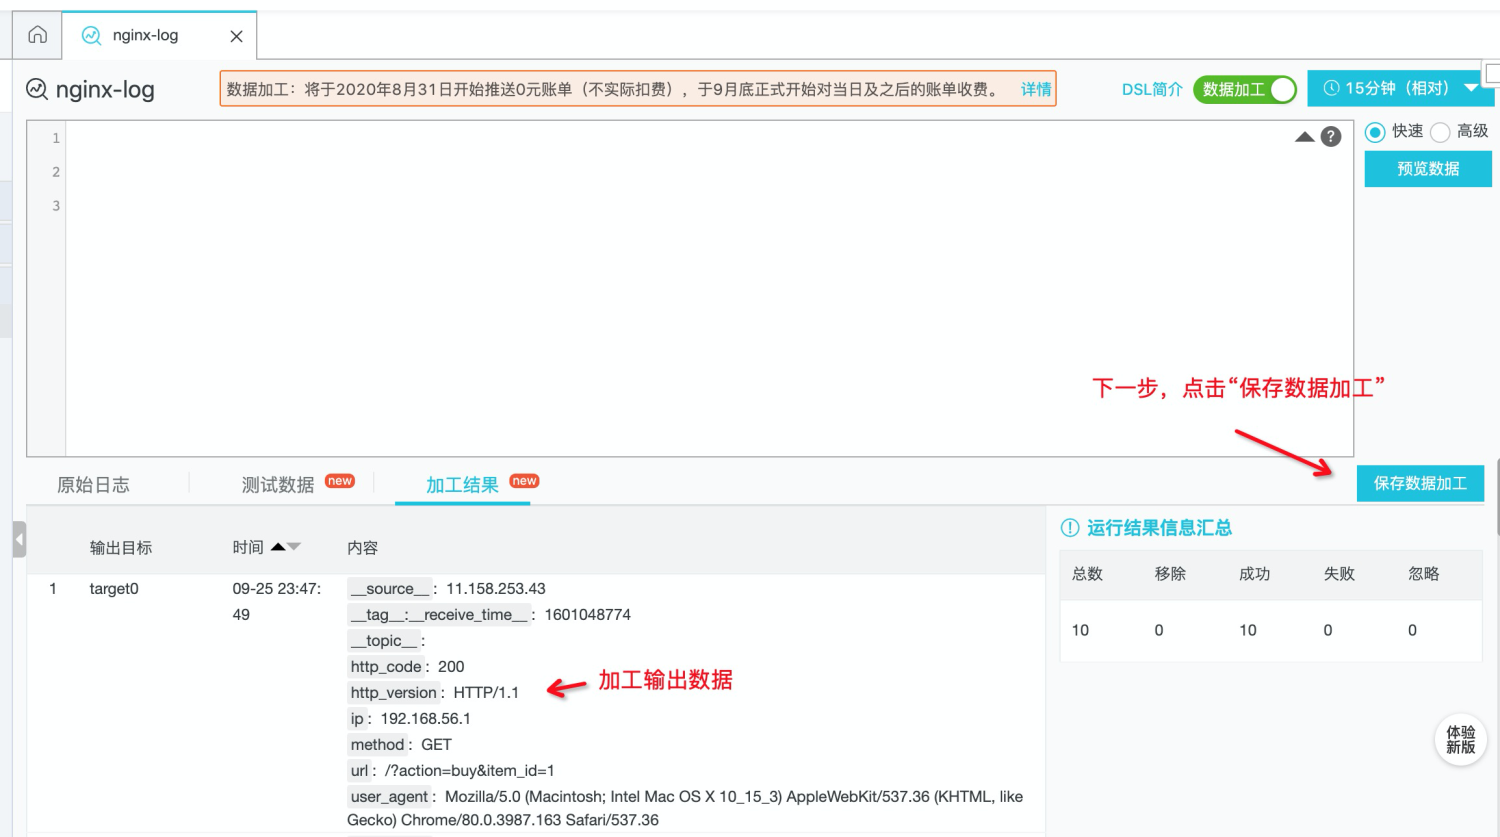 nginx-log
nginx-log
数据加工：将于2020年8月31日开始推送0元账单（不实际扣费），于9月底正式开始对当日及之后的账单收费。 详情
DSL简介
数据加工
15分钟（相对）
1
2
3
?
快速
高级
预览数据
下一步，点击“保存数据加工”
原始日志
测试数据 new
加工结果 new
保存数据加工
输出目标
时间
内容
1
target0
09-25 23:47:
49
__source__ : 11.158.253.43
__tag__:__receive_time__ : 1601048774
__topic__ :
http_code : 200
http_version : HTTP/1.1
ip : 192.168.56.1
method : GET
url : /?action=buy&item_id=1
user_agent : Mozilla/5.0 (Macintosh; Intel Mac OS X 10_15_3) AppleWebKit/537.36 (KHTML, like
Gecko) Chrome/80.0.3987.163 Safari/537.36
加工输出数据
运行结果信息汇总
总数 移除 成功 失败 忽略
10 0 10 0 0
体验
新版